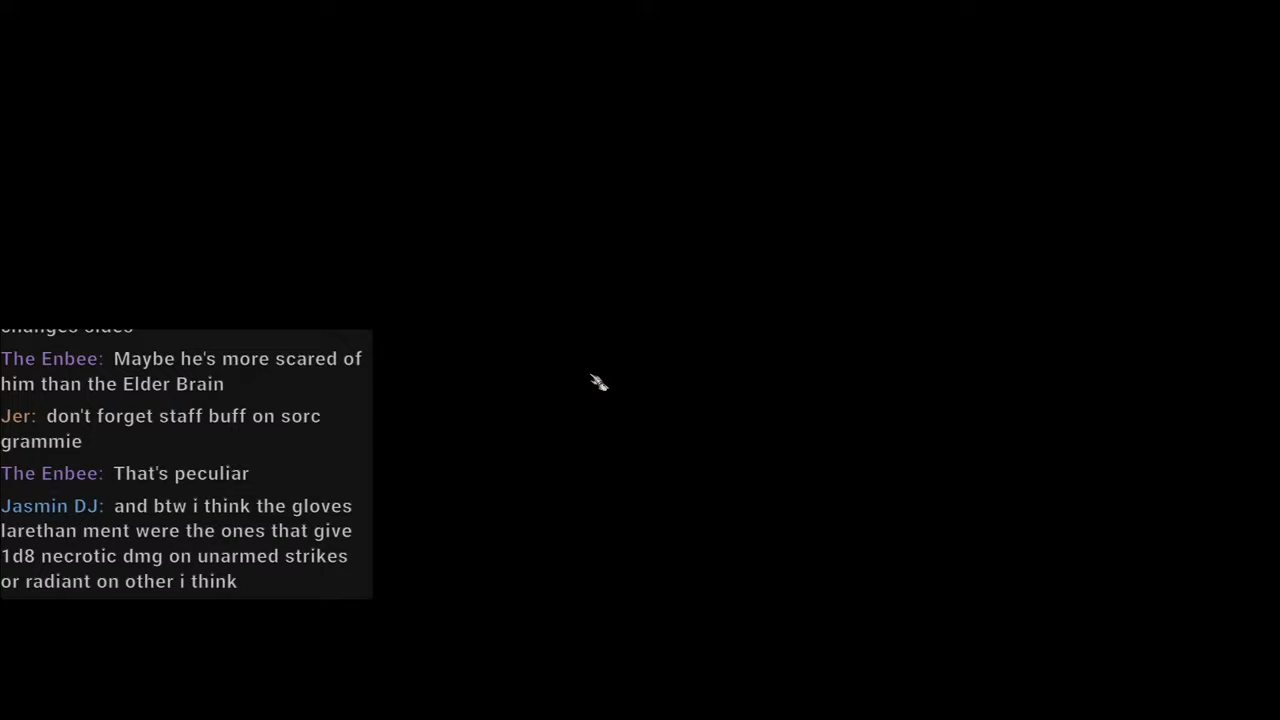 changes sides
The Enbee: Maybe he's more scared of
him than the Elder Brain
Jer: don't forget staff buff on sorc
grammie
The Enbee: That's peculiar
Jasmin DJ: and btw i think the gloves
larethan ment were the ones that give
1d8 necrotic dmg on unarmed strikes
or radiant on other i think